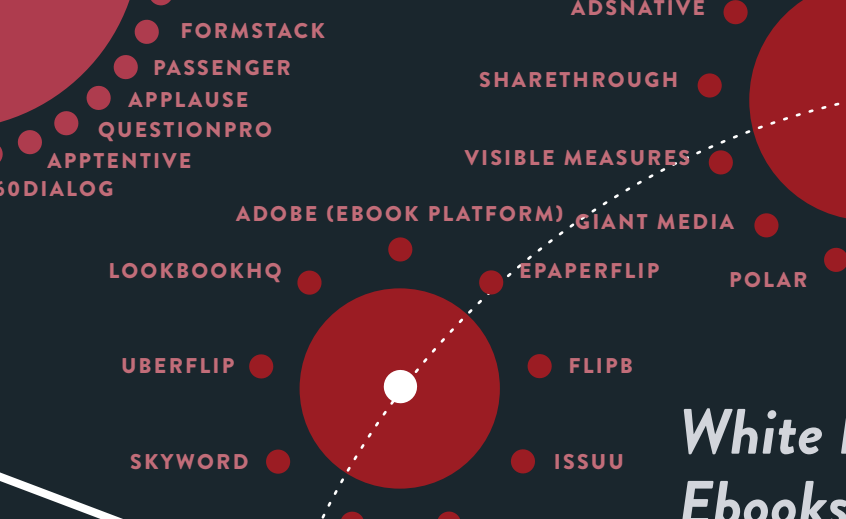 ADSNATIVE
FORMSTACK
PASSENGER
SHARETHROUGH
APPLAUSE
QUESTIONPRO
VISIBLE MEASURES
APPTENTIVE
60DIALOG
ADOBE (EBOOK PLATFORM)
GIANT MEDIA
LOOKBOOKHQ
EPAPERFLIP
POLAR
UBERFLIP
FLIPB
White
Ebooks
SKYWORD
ISSUU